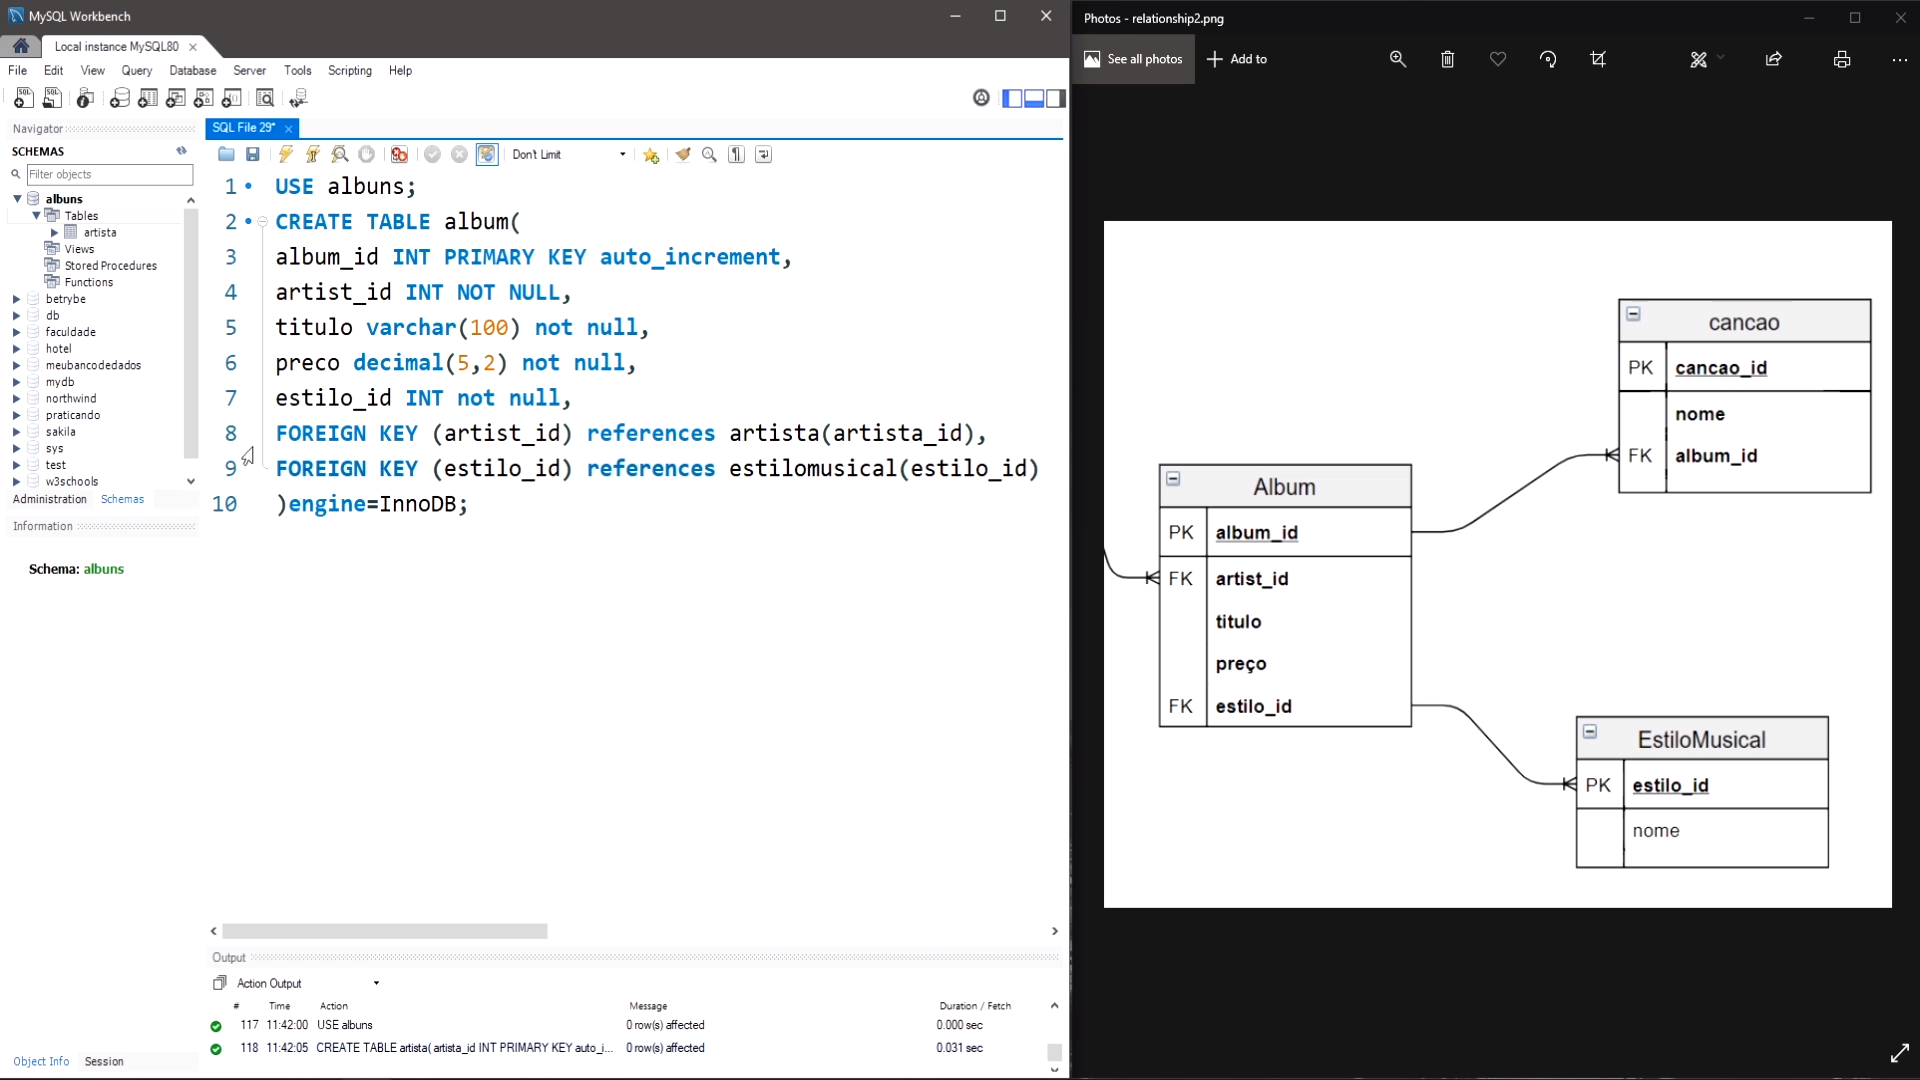 MySQL Workbench
Local instance MySQL80
File Edit View Query Database Server Tools Scripting Help
Navigator
SCHEMAS
Filter objects
albuns
Tables
artista
Views
Stored Procedures
Functions
betrybe
db
faculdade
hotel
meubancodedados
mydb
northwind
praticando
sakila
sys
test
w3schools
Administration Schemas
Information
Schema: albuns
Object Info Session
SQL File 29*
Don't Limit
1 USE albuns;
2 CREATE TABLE album(
3 album_id INT PRIMARY KEY auto_increment,
4 artist_id INT NOT NULL,
5 titulo varchar(100) not null,
6 preco decimal(5,2) not null,
7 estilo_id INT not null,
8 FOREIGN KEY (artist_id) references artista(artista_id),
9 FOREIGN KEY (estilo_id) references estilomusical(estilo_id)
10 )engine=InnoDB;
Output
Action Output
# Time Action Message Duration / Fetch
117 11:42:00 USE albuns 0 row(s) affected 0.000 sec
118 11:42:05 CREATE TABLE artista( artista_id INT PRIMARY KEY auto_i... 0 row(s) affected 0.031 sec
Photos - relationship2.png
See all photos
Add to
cancao
PK cancao_id
nome
FK album_id
Album
PK album_id
FK artist_id
titulo
preço
FK estilo_id
EstiloMusical
PK estilo_id
nome